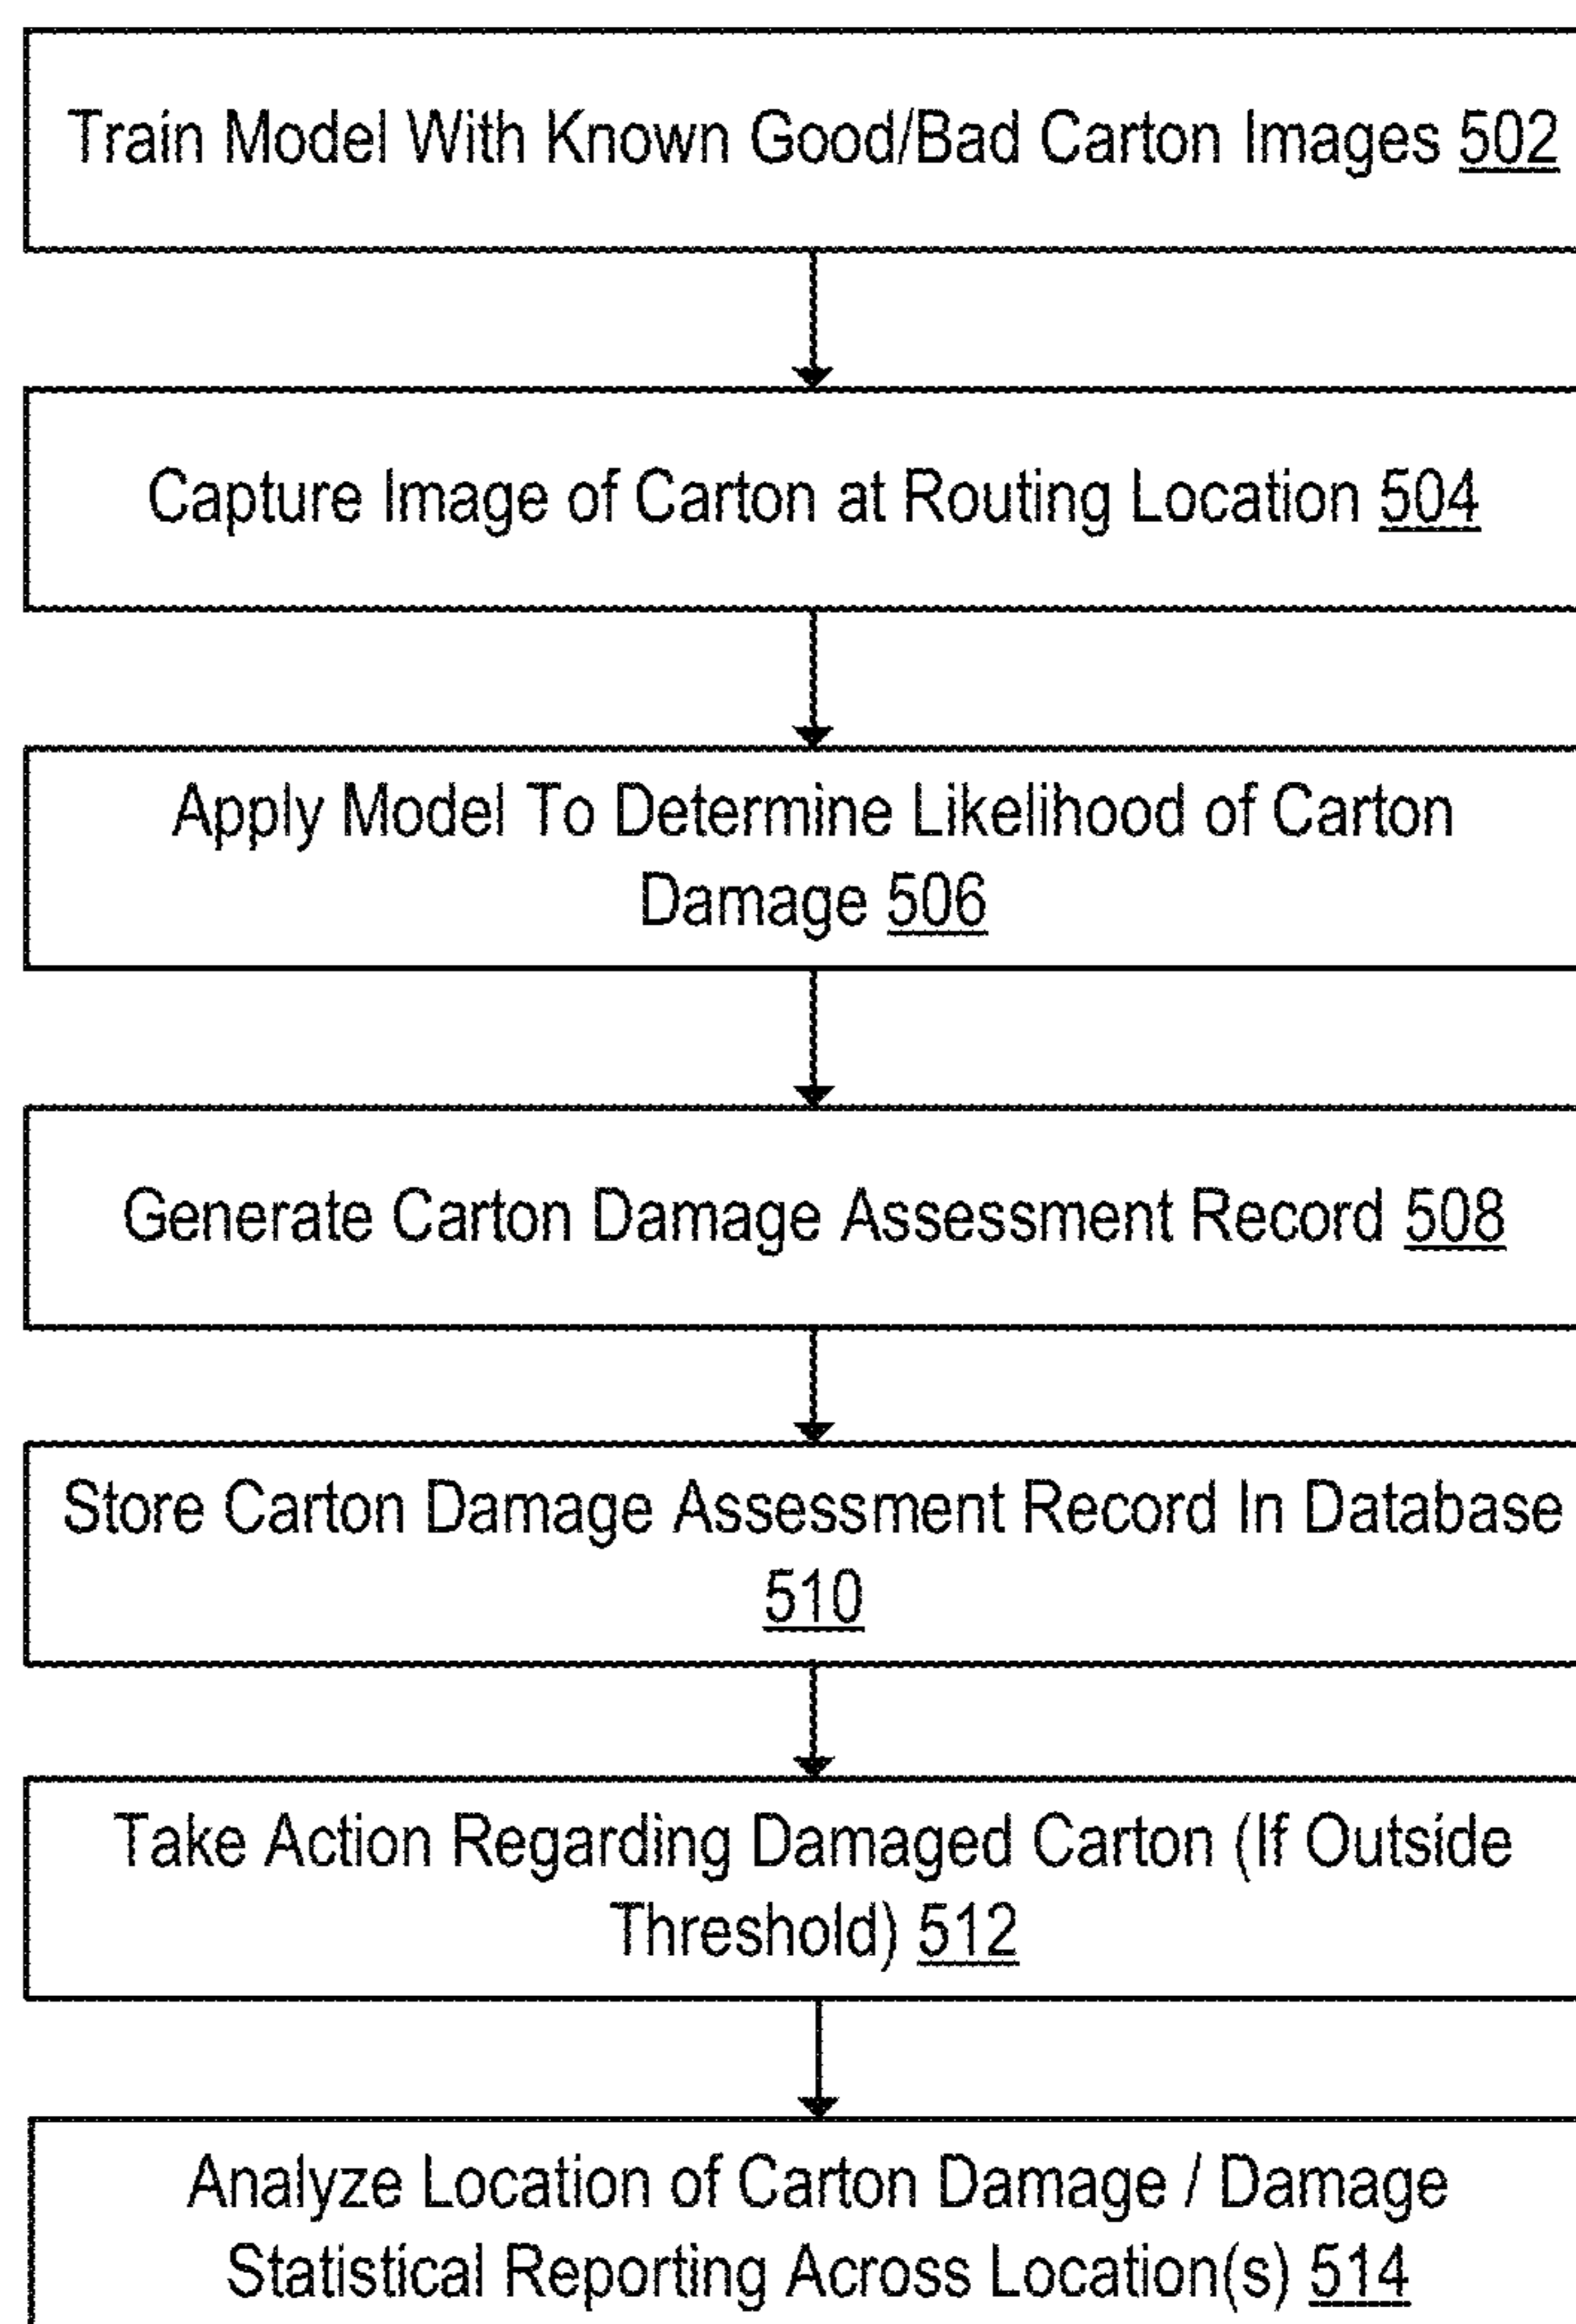 Train Model With Known Good/Bad Carton Images 502
Capture Image of Carton at Routing Location 504
Apply Model To Determine Likelihood of Carton
Damage 506
Generate Carton Damage Assessment Record 508
Store Carton Damage Assessment Record In Database
510
Take Action Regarding Damaged Carton (If Outside
Threshold) 512
Analyze Location of Carton Damage / Damage
Statistical Reporting Across Location(s) 514